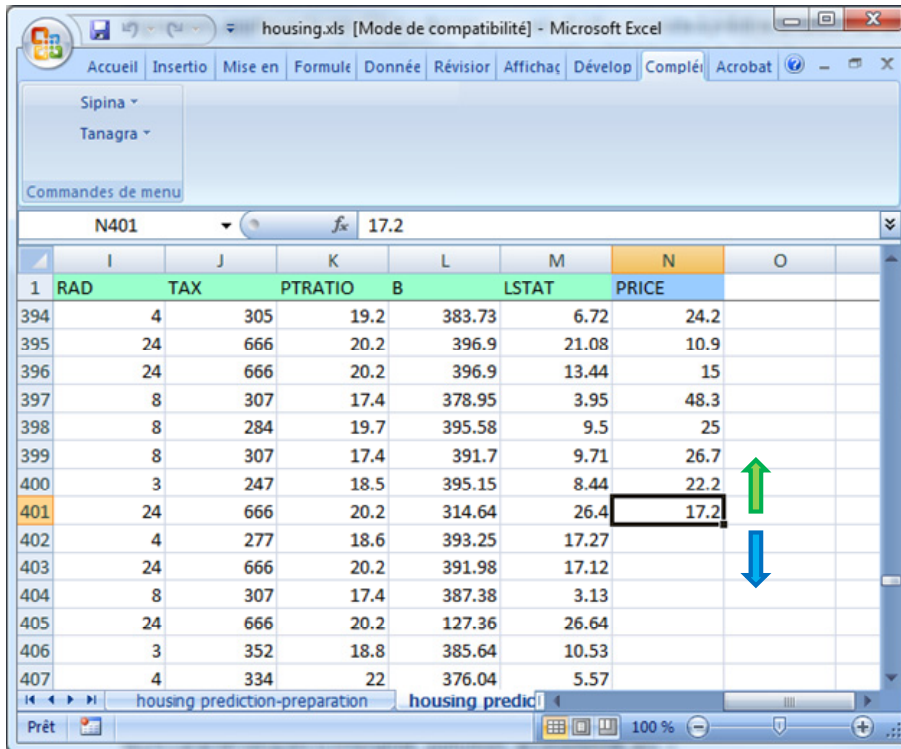 housing.xls [Mode de compatibilité] - Microsoft Excel
Accueil Insertio Mise en Formule Donnée Révisior Affichaç Dévelop Complér Acrobat
Sipina
Tanagra
Commandes de menu
N401 fx 17.2
I J K L M N O
1 RAD TAX PTRATIO B LSTAT PRICE
394 4 305 19.2 383.73 6.72 24.2
395 24 666 20.2 396.9 21.08 10.9
396 24 666 20.2 396.9 13.44 15
397 8 307 17.4 378.95 3.95 48.3
398 8 284 19.7 395.58 9.5 25
399 8 307 17.4 391.7 9.71 26.7
400 3 247 18.5 395.15 8.44 22.2
401 24 666 20.2 314.64 26.4 17.2
402 4 277 18.6 393.25 17.27
403 24 666 20.2 391.98 17.12
404 8 307 17.4 387.38 3.13
405 24 666 20.2 127.36 26.64
406 3 352 18.8 385.64 10.53
407 4 334 22 376.04 5.57
housing prediction-preparation housing predict
Prêt 100 %